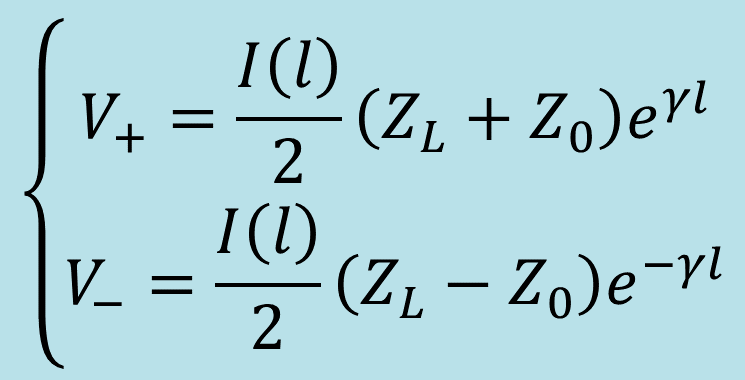 V₊ = I(l)/2 (Z_L + Z₀)e^{γl}
V₋ = I(l)/2 (Z_L − Z₀)e^{−γl}